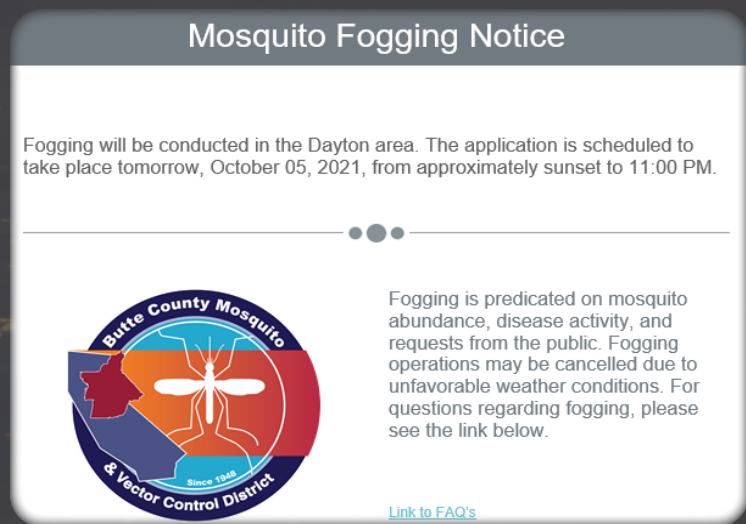 Mosquito Fogging Notice
Fogging will be conducted in the Dayton area. The application is scheduled to
take place tomorrow, October 05, 2021, from approximately sunset to 11:00 PM.
Butte County Mosquito
& Vector Control District
Since 1948
Fogging is predicated on mosquito
abundance, disease activity, and
requests from the public. Fogging
operations may be cancelled due to
unfavorable weather conditions. For
questions regarding fogging, please
see the link below.
Link to FAQ's